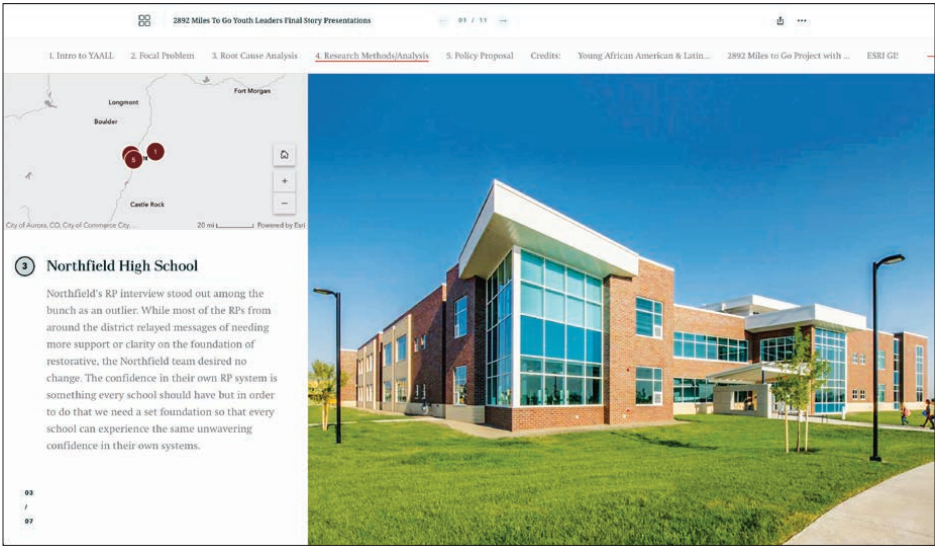 2892 Miles To Go Youth Leaders Final Story Presentations
← 03 / 11 →
1. Intro to YAALL 2. Focal Problem 3. Root Cause Analysis 4. Research Methods/Analysis 5. Policy Proposal Credits: Young African American & Latin... 2892 Miles to Go Project with ... ESRI GIS
Fort Morgan
Longmont
Boulder
1
5
Castle Rock
City of Aurora, CO, City of Commerce City, ...
20 mi
Powered by Esri
3 Northfield High School
Northfield's RP interview stood out among the
bunch as an outlier. While most of the RPs from
around the district relayed messages of needing
more support or clarity on the foundation of
restorative, the Northfield team desired no
change. The confidence in their own RP system is
something every school should have but in order
to do that we need a set foundation so that every
school can experience the same unwavering
confidence in their own systems.
03
/
07